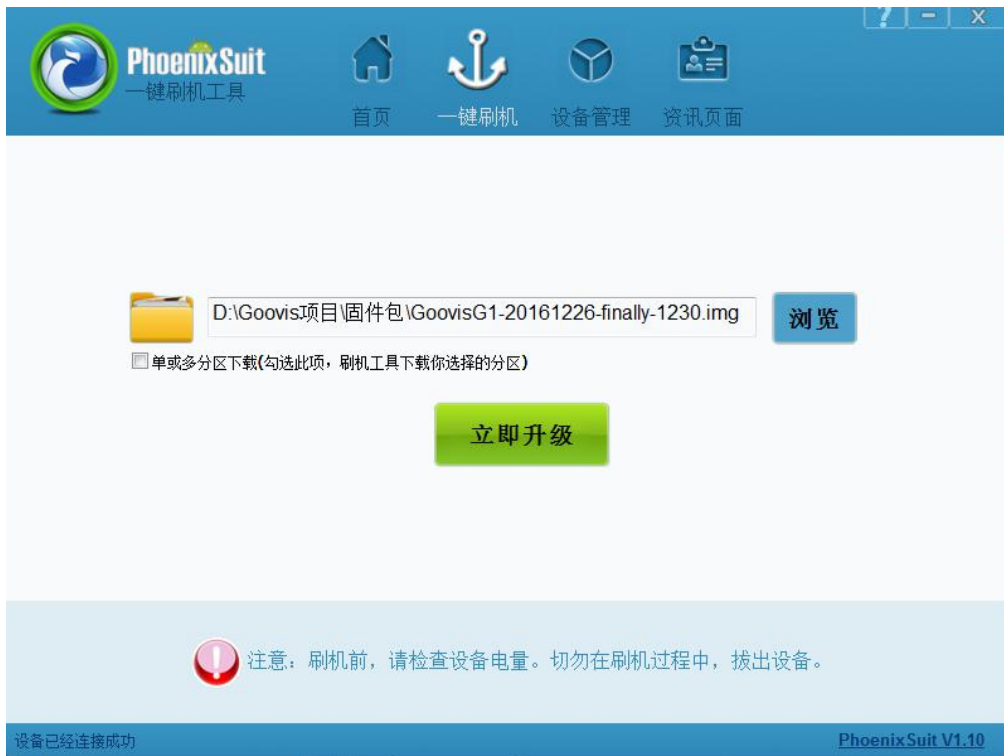 ? - x
PhoenixSuit
一键刷机工具
首页 一键刷机 设备管理 资讯页面
D:\Goovis项目\固件包\GoovisG1-20161226-finally-1230.img 浏览
单或多分区下载(勾选此项，刷机工具下载你选择的分区)
立即升级
注意：刷机前，请检查设备电量。切勿在刷机过程中，拔出设备。
设备已经连接成功 PhoenixSuit V1.10